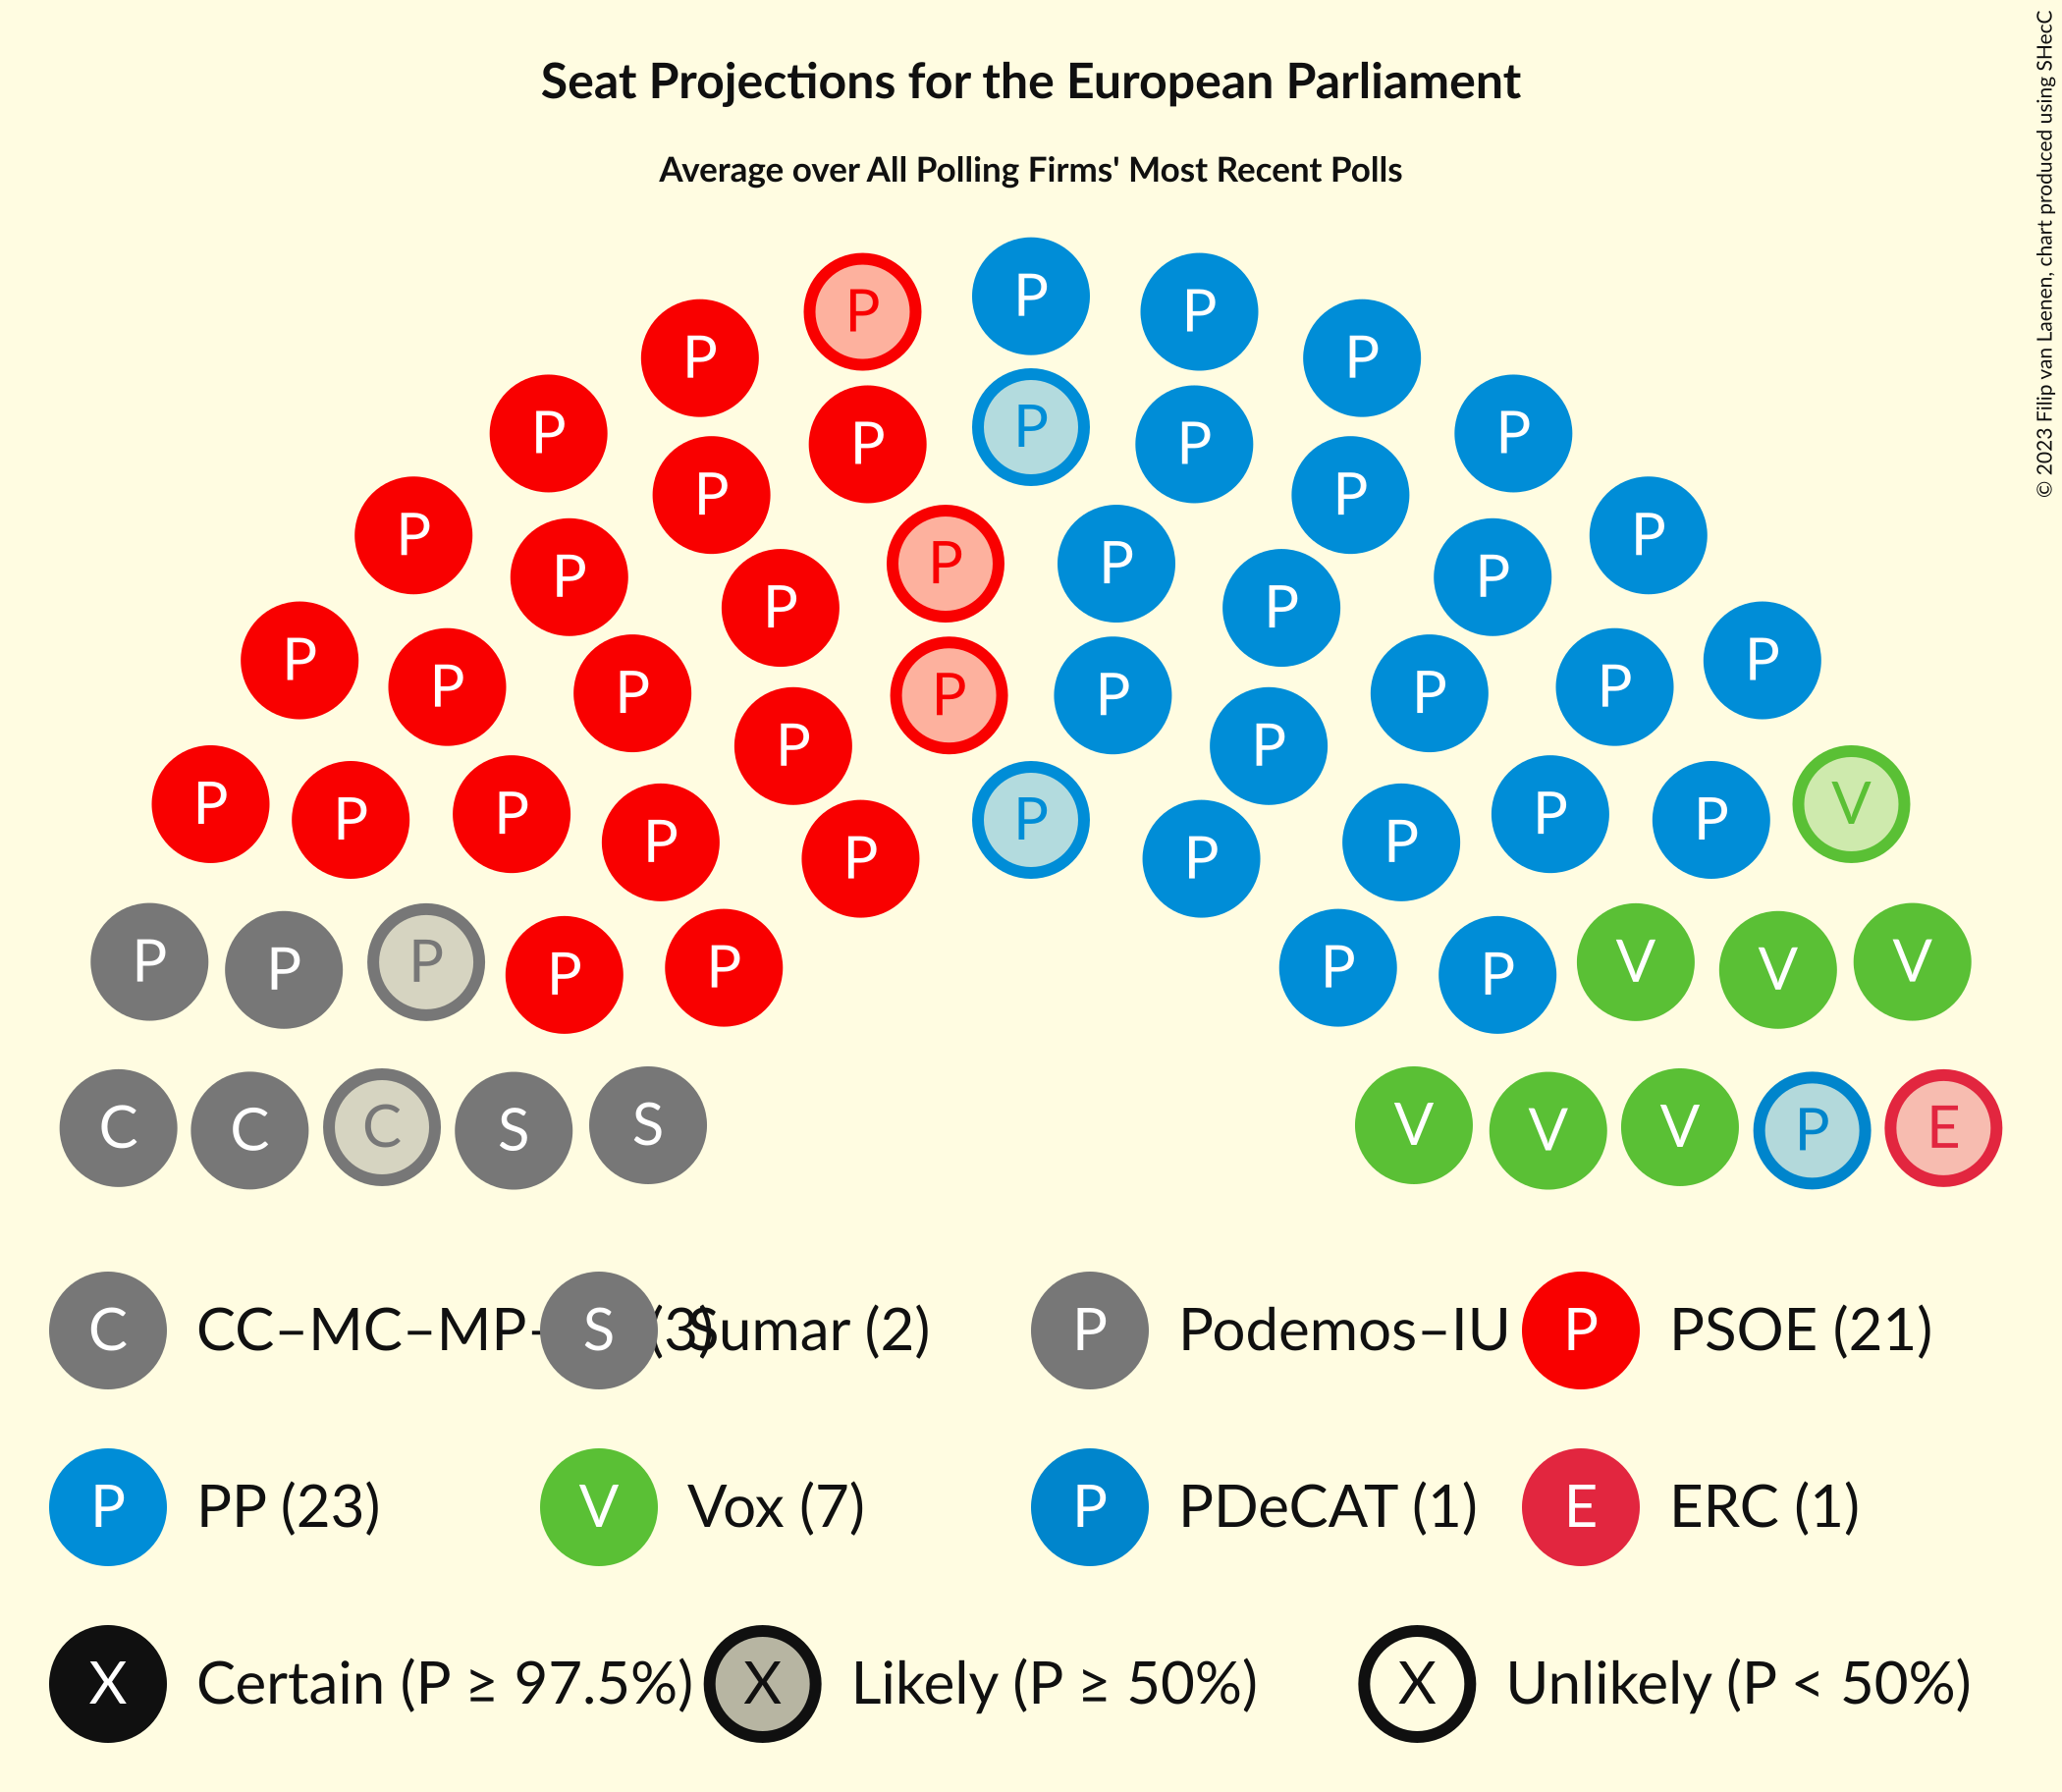 Seat Projections for the European Parliament
Average over All Polling Firms' Most Recent Polls
© 2023 Filip van Laenen, chart produced using SHecC
P
P P
P P
P P P P P
P P
P P P P P P
P P
P P P P P P P P
P P
P P P P P P P P P P V
P P P P P P P V V V
C C C S S V V V P E
C CC–MC–MP– (3) S Sumar (2) P Podemos–IU P PSOE (21)
P PP (23) V Vox (7) P PDeCAT (1) E ERC (1)
X Certain (P ≥ 97.5%) X Likely (P ≥ 50%) X Unlikely (P < 50%)